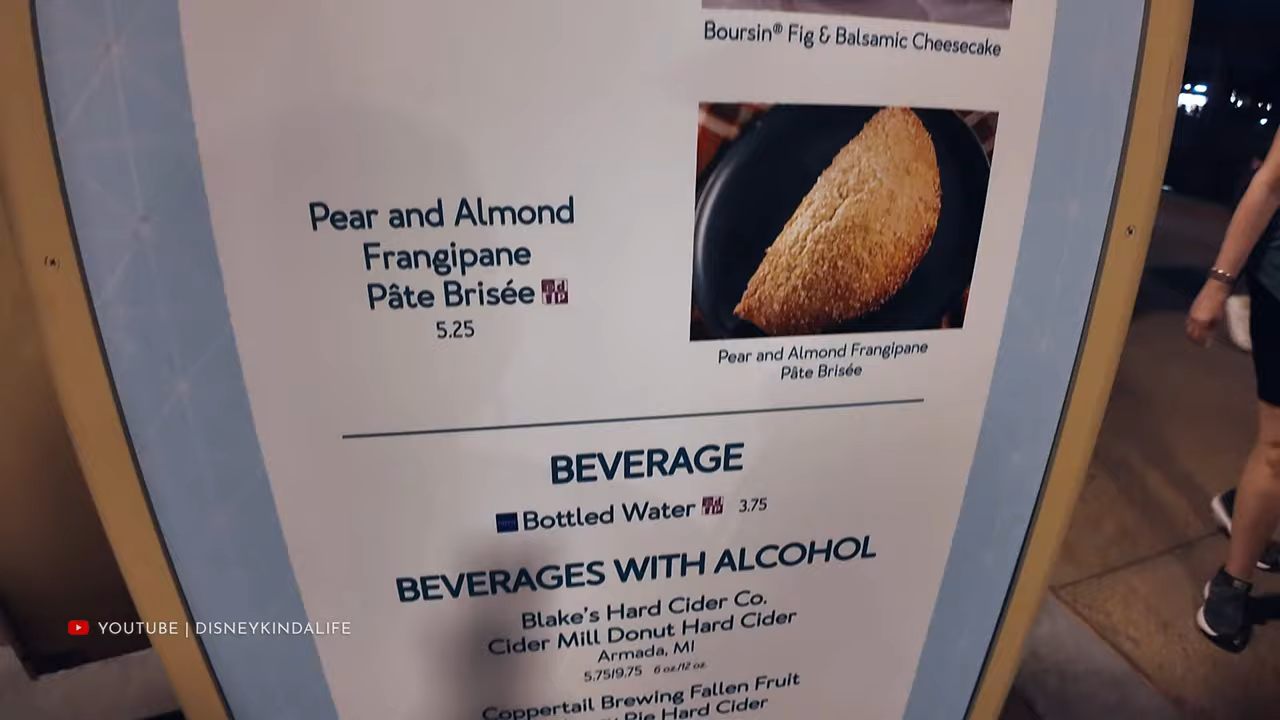 Boursin® Fig & Balsamic Cheesecake
Pear and Almond
Frangipane
Pâte Brisée
5.25
Pear and Almond Frangipane
Pâte Brisée
BEVERAGE
Bottled Water 3.75
BEVERAGES WITH ALCOHOL
Blake's Hard Cider Co.
Cider Mill Donut Hard Cider
Armada, MI
5.75/9.75 6 oz./12 oz.
Coppertail Brewing Fallen Fruit
Pie Hard Cider
YOUTUBE | DISNEYKINDALIFE